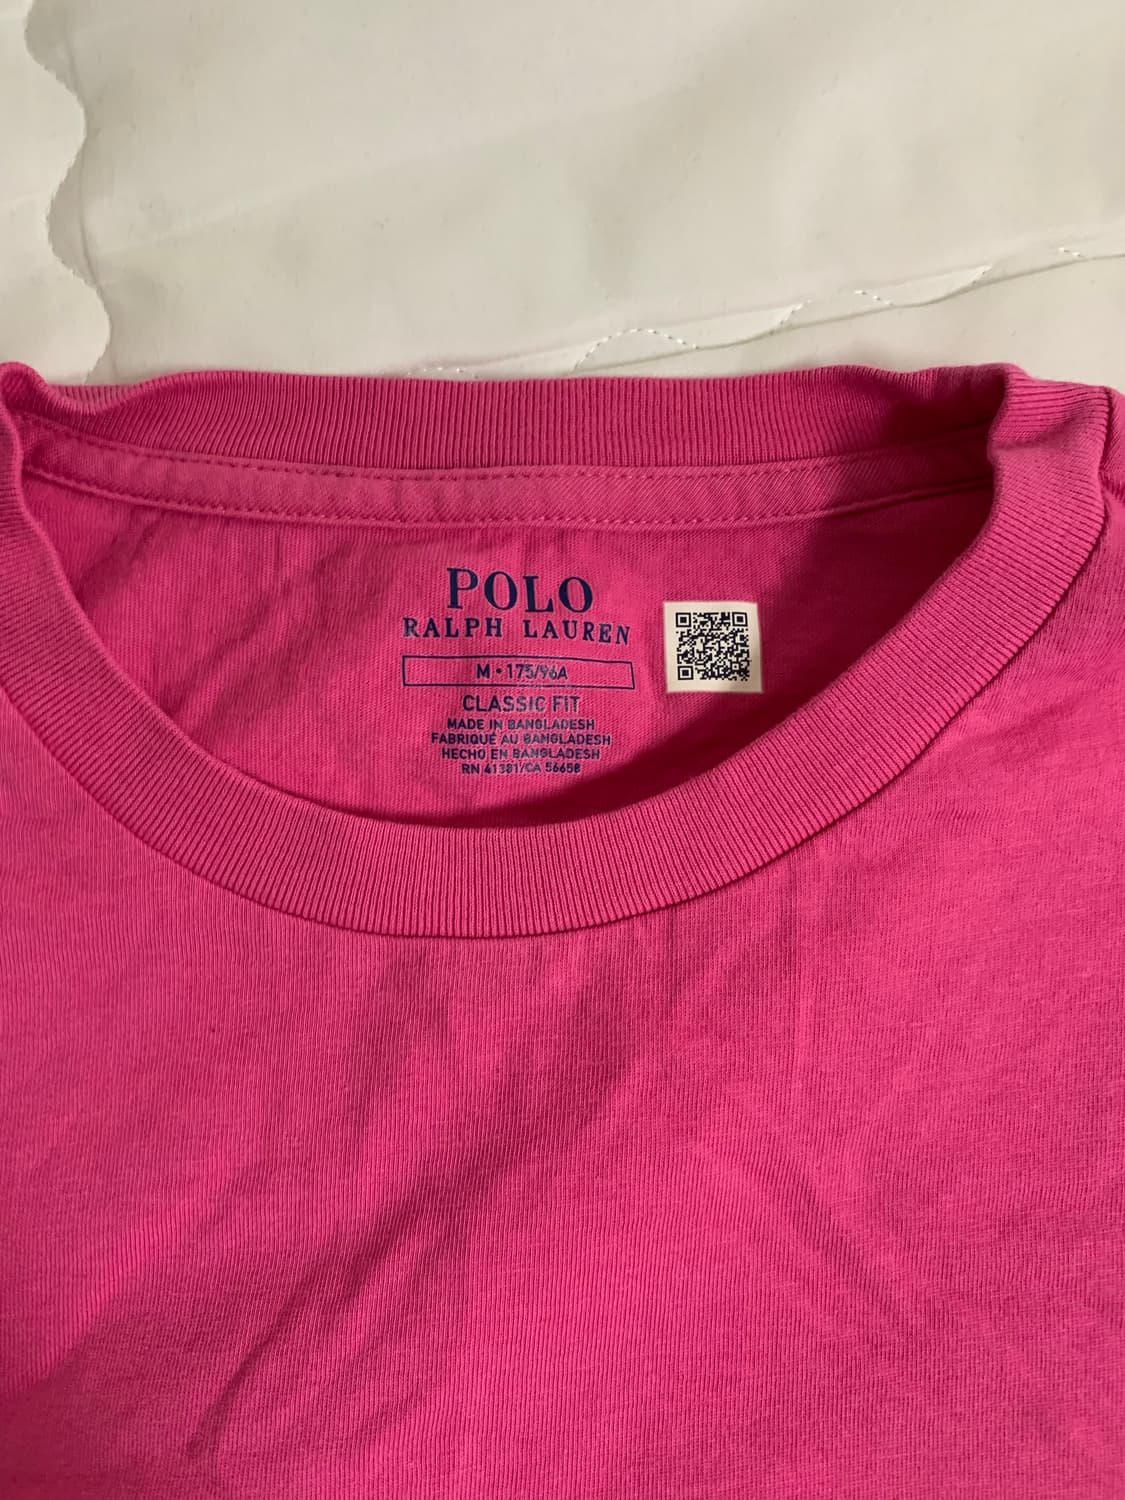 POLO
RALPH LAUREN
M • 175/96A
CLASSIC FIT
MADE IN BANGLADESH
FABRIQUÉ AU BANGLADESH
HECHO EN BANGLADESH
RN 41381/CA 56658